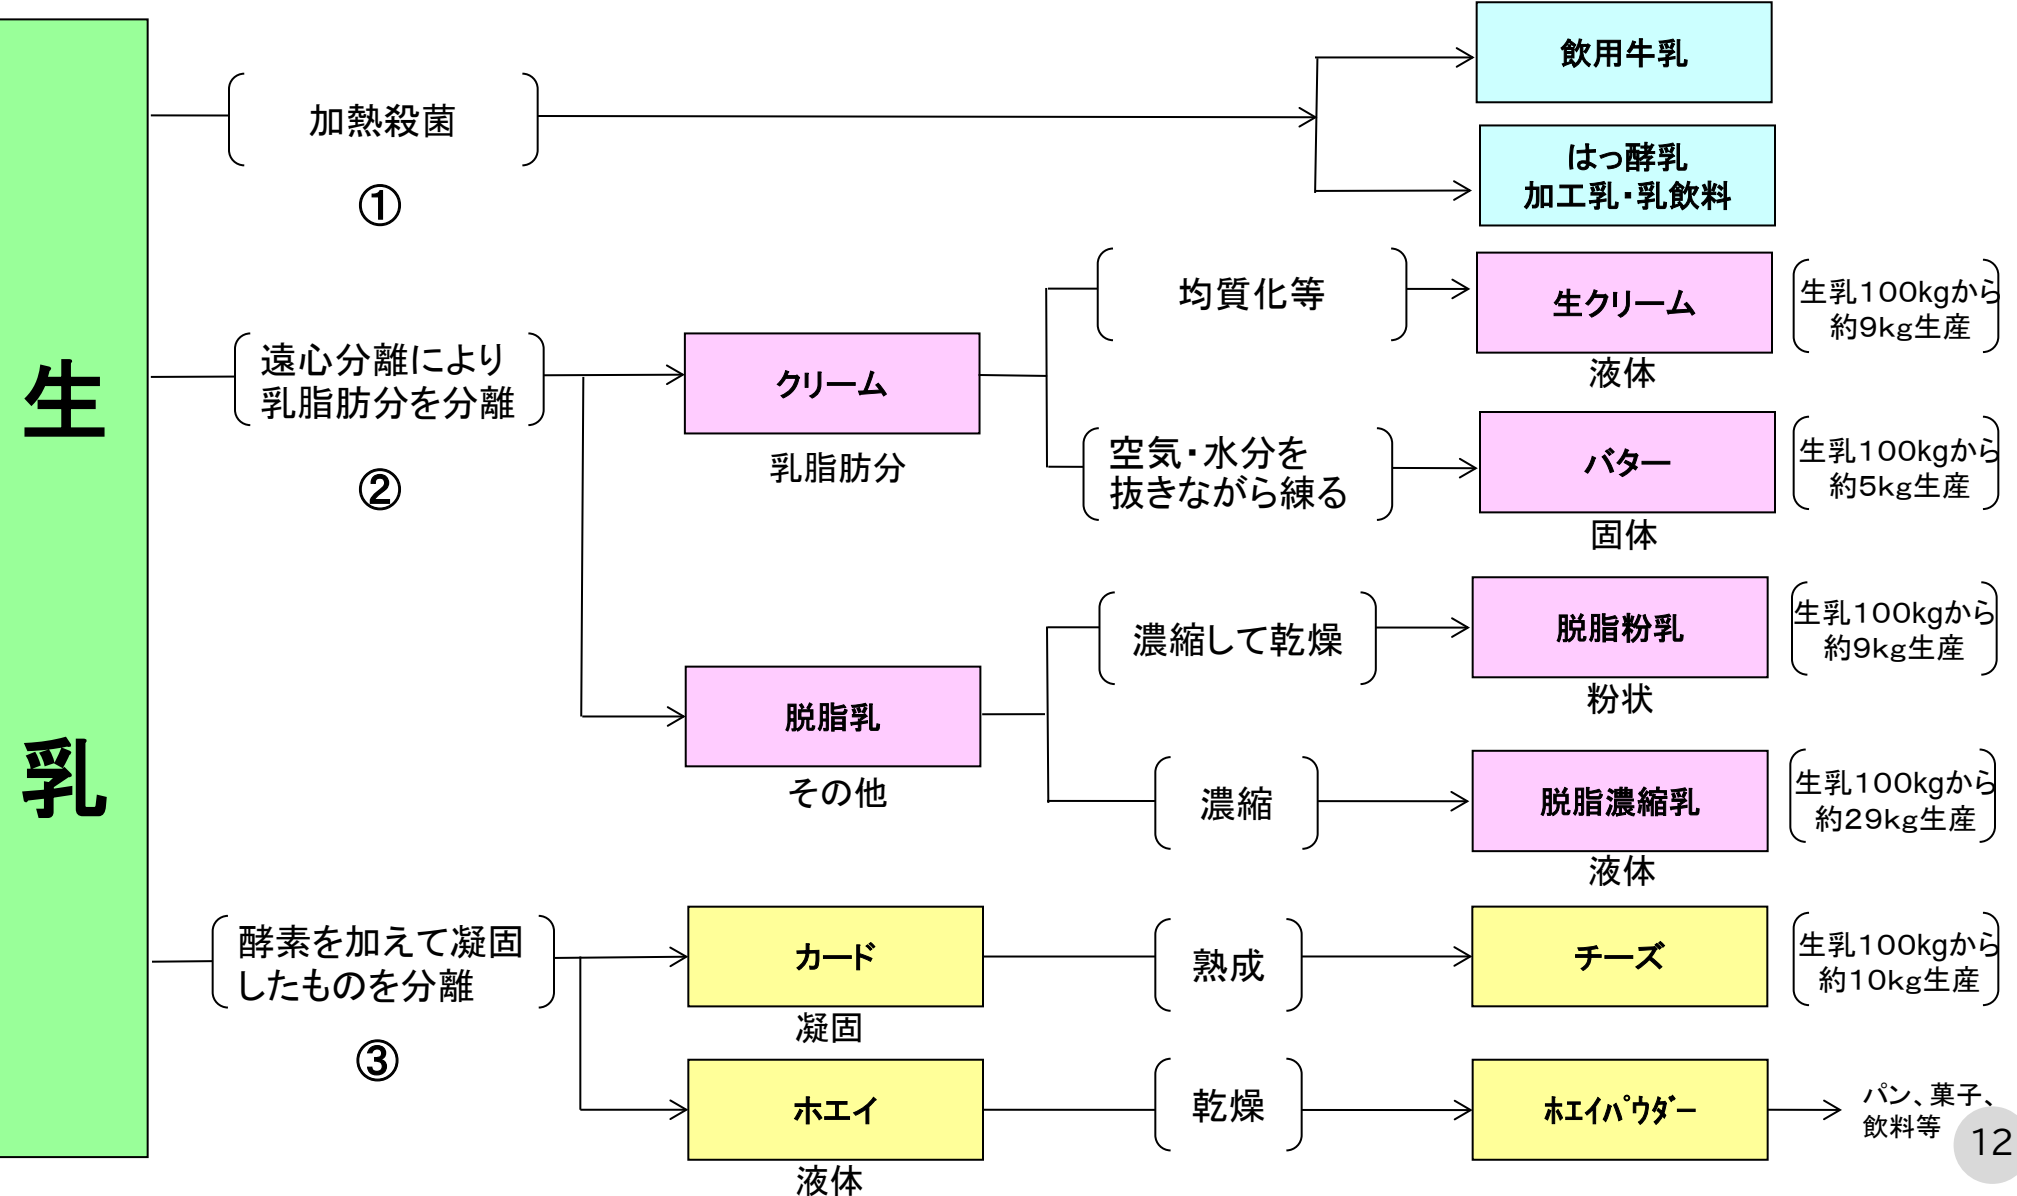 生
乳
加熱殺菌
①
飲用牛乳
はっ酵乳
加工乳・乳飲料
遠心分離により
乳脂肪分を分離
②
クリーム
乳脂肪分
均質化等
生クリーム
液体
生乳100kgから
約9kg生産
空気・水分を
抜きながら練る
バター
固体
生乳100kgから
約5kg生産
脱脂乳
その他
濃縮して乾燥
脱脂粉乳
粉状
生乳100kgから
約9kg生産
濃縮
脱脂濃縮乳
液体
生乳100kgから
約29kg生産
酵素を加えて凝固
したものを分離
③
カード
凝固
熟成
チーズ
生乳100kgから
約10kg生産
ホエイ
液体
乾燥
ホエイパウダー
パン、菓子、
飲料等
12